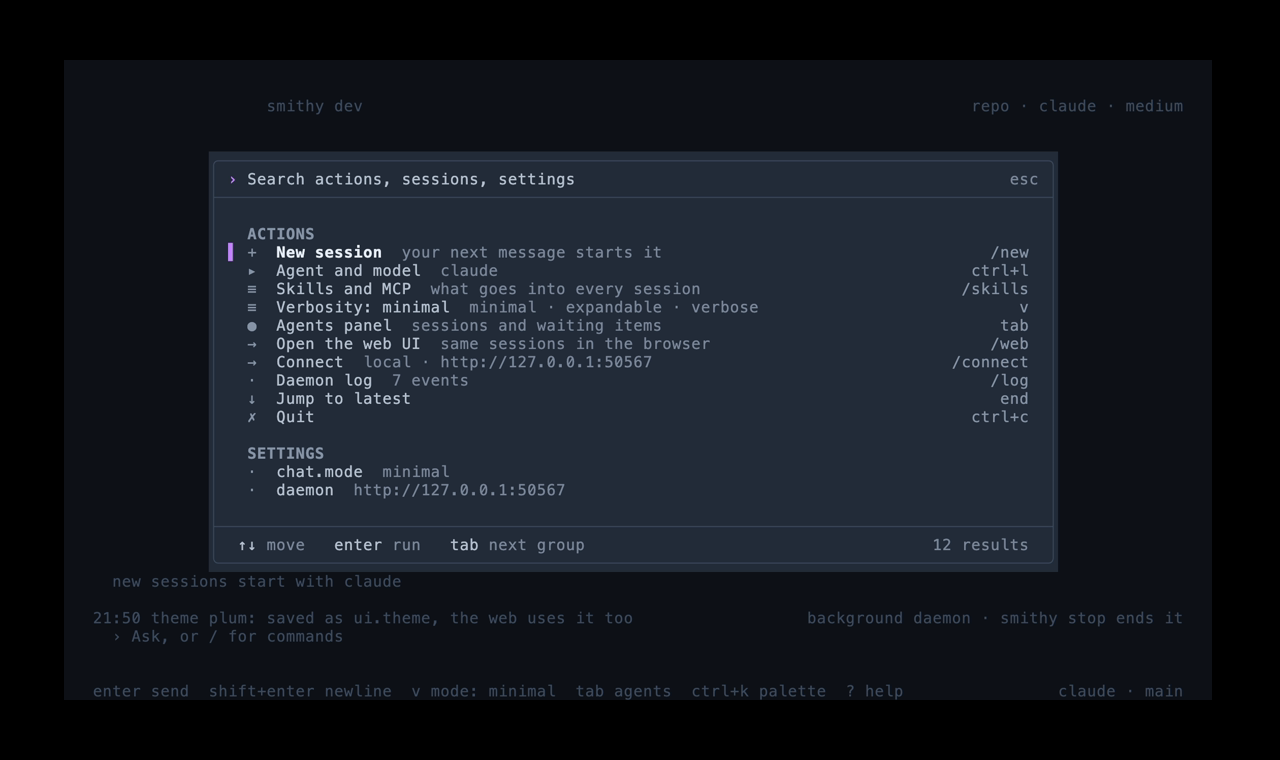 smithy dev repo · claude · medium
› Search actions, sessions, settings esc
ACTIONS
+ New session your next message starts it /new
▸ Agent and model claude ctrl+l
≡ Skills and MCP what goes into every session /skills
≡ Verbosity: minimal minimal · expandable · verbose v
● Agents panel sessions and waiting items tab
→ Open the web UI same sessions in the browser /web
→ Connect local · http://127.0.0.1:50567 /connect
· Daemon log 7 events /log
↓ Jump to latest end
✗ Quit ctrl+c
SETTINGS
· chat.mode minimal
· daemon http://127.0.0.1:50567
↑↓ move enter run tab next group 12 results
new sessions start with claude
21:50 theme plum: saved as ui.theme, the web uses it too background daemon · smithy stop ends it
› Ask, or / for commands
enter send shift+enter newline v mode: minimal tab agents ctrl+k palette ? help claude · main